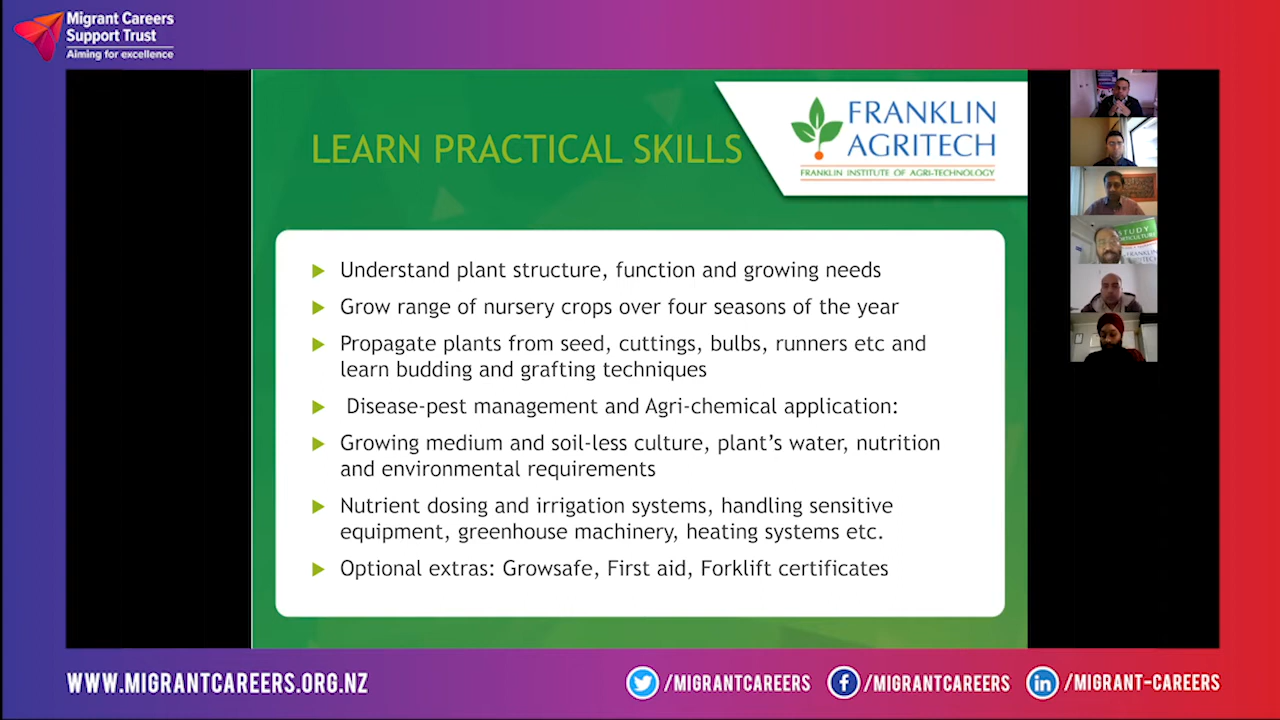 Migrant Careers
Support Trust
Aiming for excellence
LEARN PRACTICAL SKILLS
FRANKLIN
AGRITECH
FRANKLIN INSTITUTE OF AGRI-TECHNOLOGY
Understand plant structure, function and growing needs
Grow range of nursery crops over four seasons of the year
Propagate plants from seed, cuttings, bulbs, runners etc and
learn budding and grafting techniques
Disease-pest management and Agri-chemical application:
Growing medium and soil-less culture, plant’s water, nutrition
and environmental requirements
Nutrient dosing and irrigation systems, handling sensitive
equipment, greenhouse machinery, heating systems etc.
Optional extras: Growsafe, First aid, Forklift certificates
STUDY
WWW.MIGRANTCAREERS.ORG.NZ
/MIGRANTCAREERS
/MIGRANTCAREERS
/MIGRANT-CAREERS